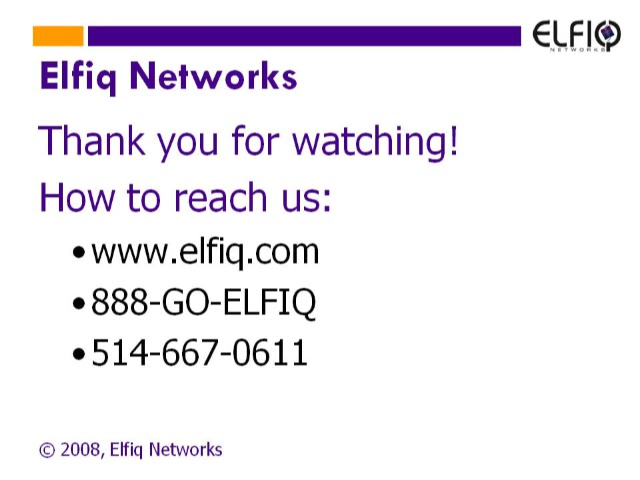 ELFIQ
NETWORKS
Elfiq Networks
Thank you for watching!
How to reach us:
•www.elfiq.com
•888-GO-ELFIQ
•514-667-0611
© 2008, Elfiq Networks